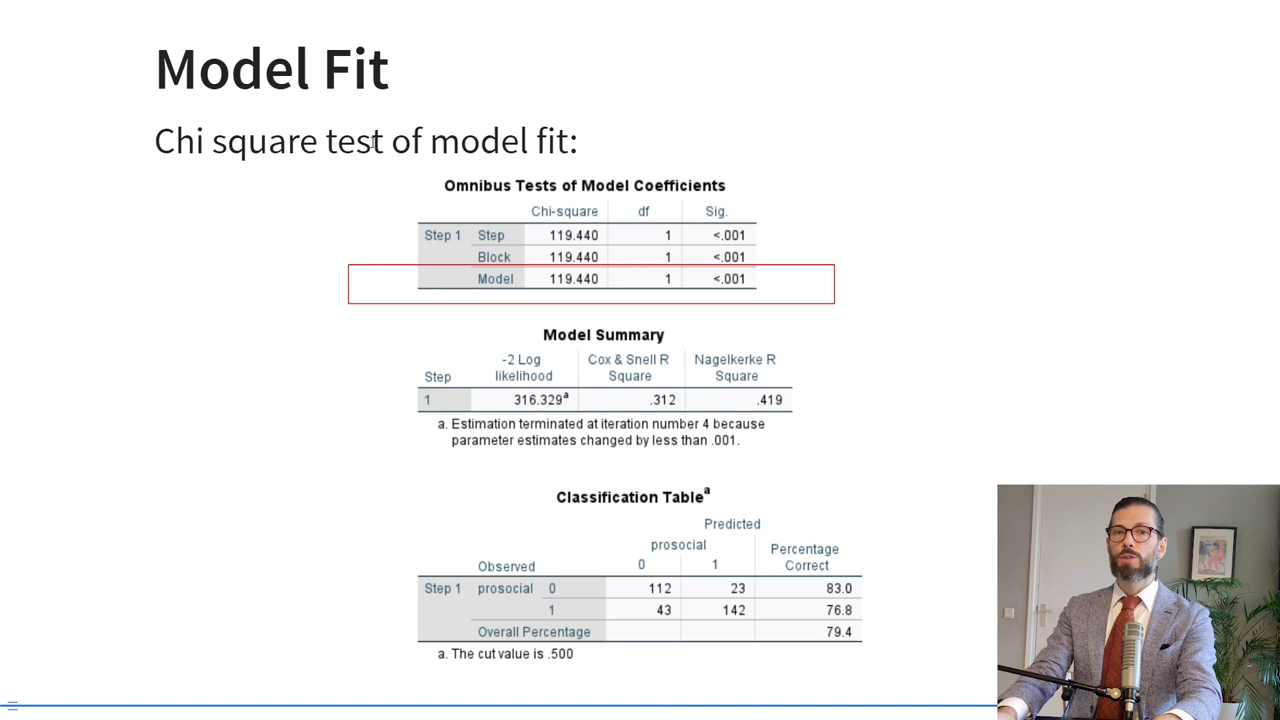 Model Fit
Chi square test of model fit:
Omnibus Tests of Model Coefficients
Chi-square df Sig.
Step 1 Step 119.440 1 <.001
Block 119.440 1 <.001
Model 119.440 1 <.001
Model Summary
Step -2 Log likelihood Cox & Snell R Square Nagelkerke R Square
1 316.329a .312 .419
a. Estimation terminated at iteration number 4 because
parameter estimates changed by less than .001.
Classification Tablea
Predicted
prosocial Percentage Correct
Observed 0 1
Step 1 prosocial 0 112 23 83.0
1 43 142 76.8
Overall Percentage 79.4
a. The cut value is .500